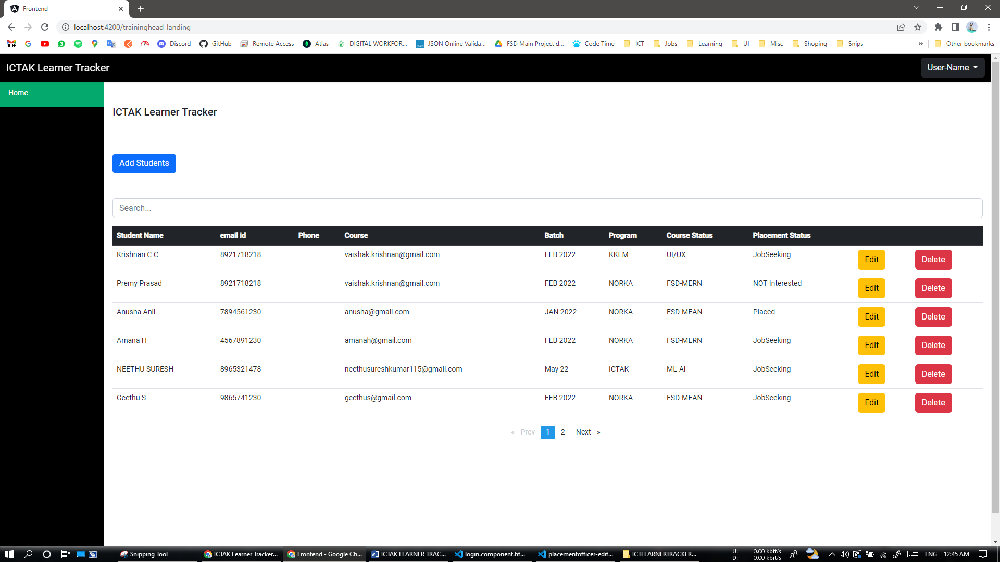 Frontend
localhost:4200/traininghead-landing
100+ 3 Discord GitHub Remote Access Atlas DIGITAL WORKFOR... JSON Online Valida... FSD Main Project d... Code Time ICT Jobs Learning UI Misc Shoping Snips » Other bookmarks
ICTAK Learner Tracker User-Name
Home
ICTAK Learner Tracker
Add Students
Search...
Student Name email id Phone Course Batch Program Course Status Placement Status
Krishnan C C 8921718218 vaishak.krishnan@gmail.com FEB 2022 KKEM UI/UX JobSeeking Edit Delete
Premy Prasad 8921718218 vaishak.krishnan@gmail.com FEB 2022 NORKA FSD-MERN NOT Interested Edit Delete
Anusha Anil 7894561230 anusha@gmail.com JAN 2022 NORKA FSD-MEAN Placed Edit Delete
Amana H 4567891230 amanah@gmail.com FEB 2022 NORKA FSD-MERN JobSeeking Edit Delete
NEETHU SURESH 8965321478 neethusureshkumar115@gmail.com May 22 ICTAK ML-AI JobSeeking Edit Delete
Geethu S 9865741230 geethus@gmail.com FEB 2022 NORKA FSD-MEAN JobSeeking Edit Delete
« Prev 1 2 Next »
Snipping Tool ICTAK Learner Tracker... Frontend - Google Ch... ICTAK LEARNER TRAC... login.component.ht... placementofficer-edit... ICTLEARNERTRACKER... U: 0.00 kbit/s ENG 12:45 AM
D: 0.00 kbit/s